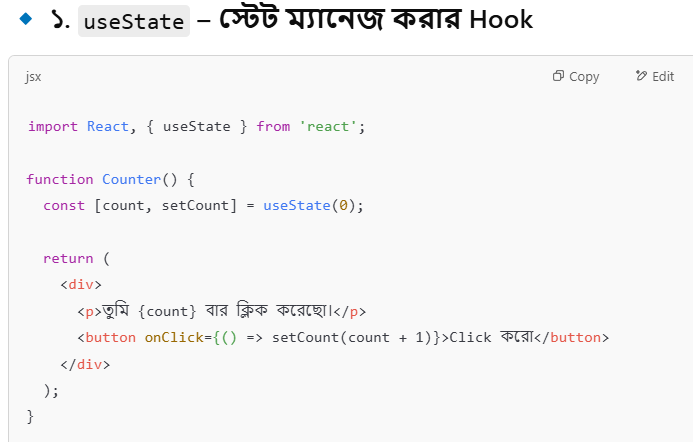 ১. useState – স্টেট ম্যানেজ করার Hook
jsx Copy Edit
import React, { useState } from 'react';
function Counter() {
const [count, setCount] = useState(0);
return (
<div>
<p>তুমি {count} বার ক্লিক করেছো।</p>
<button onClick={() => setCount(count + 1)}>Click করো</button>
</div>
);
}